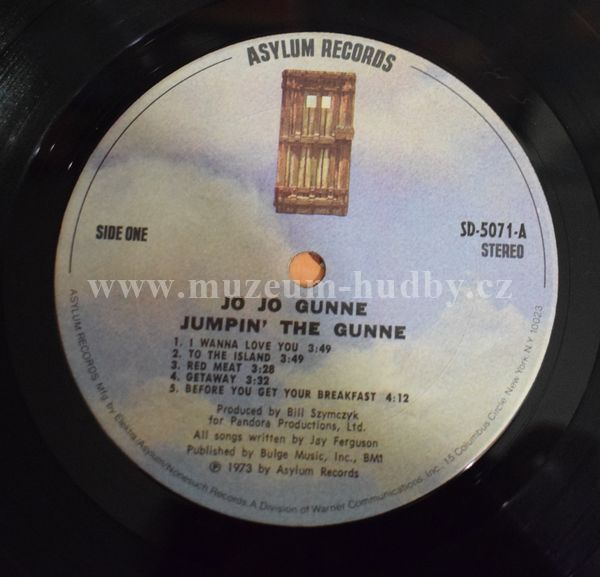 ASYLUM RECORDS
SIDE ONE
SD-5071-A
STEREO
www.muzeum-hudby.cz
JO JO GUNNE
JUMPIN' THE GUNNE
1. I WANNA LOVE YOU 3:49
2. TO THE ISLAND 3:49
3. RED MEAT 3:28
4. GETAWAY 3:32
5. BEFORE YOU GET YOUR BREAKFAST 4:12
Produced by Bill Szymczyk
for Pandora Productions, Ltd.
All songs written by Jay Ferguson
Published by Bulge Music, Inc., BMI
℗ 1973 by Asylum Records
ASYLUM RECORDS Mfg by Elektra/Asylum/Nonesuch Records. A Division of Warner Communications, Inc., 15 Columbus Circle, New York, N.Y. 10023